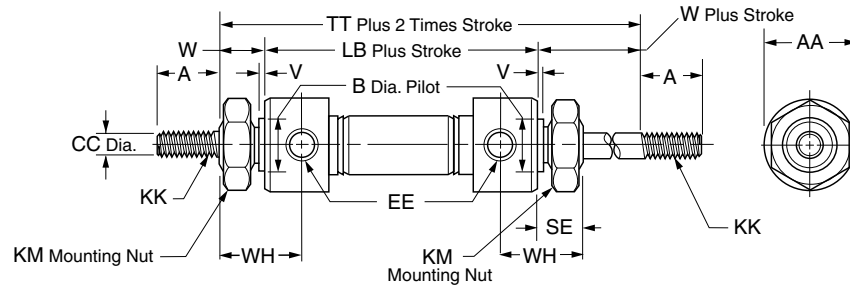 TT Plus 2 Times Stroke
W Plus Stroke
W
LB Plus Stroke
AA
A
V
V
A
B Dia. Pilot
CC Dia.
KK
EE
SE
KK
KM Mounting Nut
WH
KM
Mounting Nut
WH